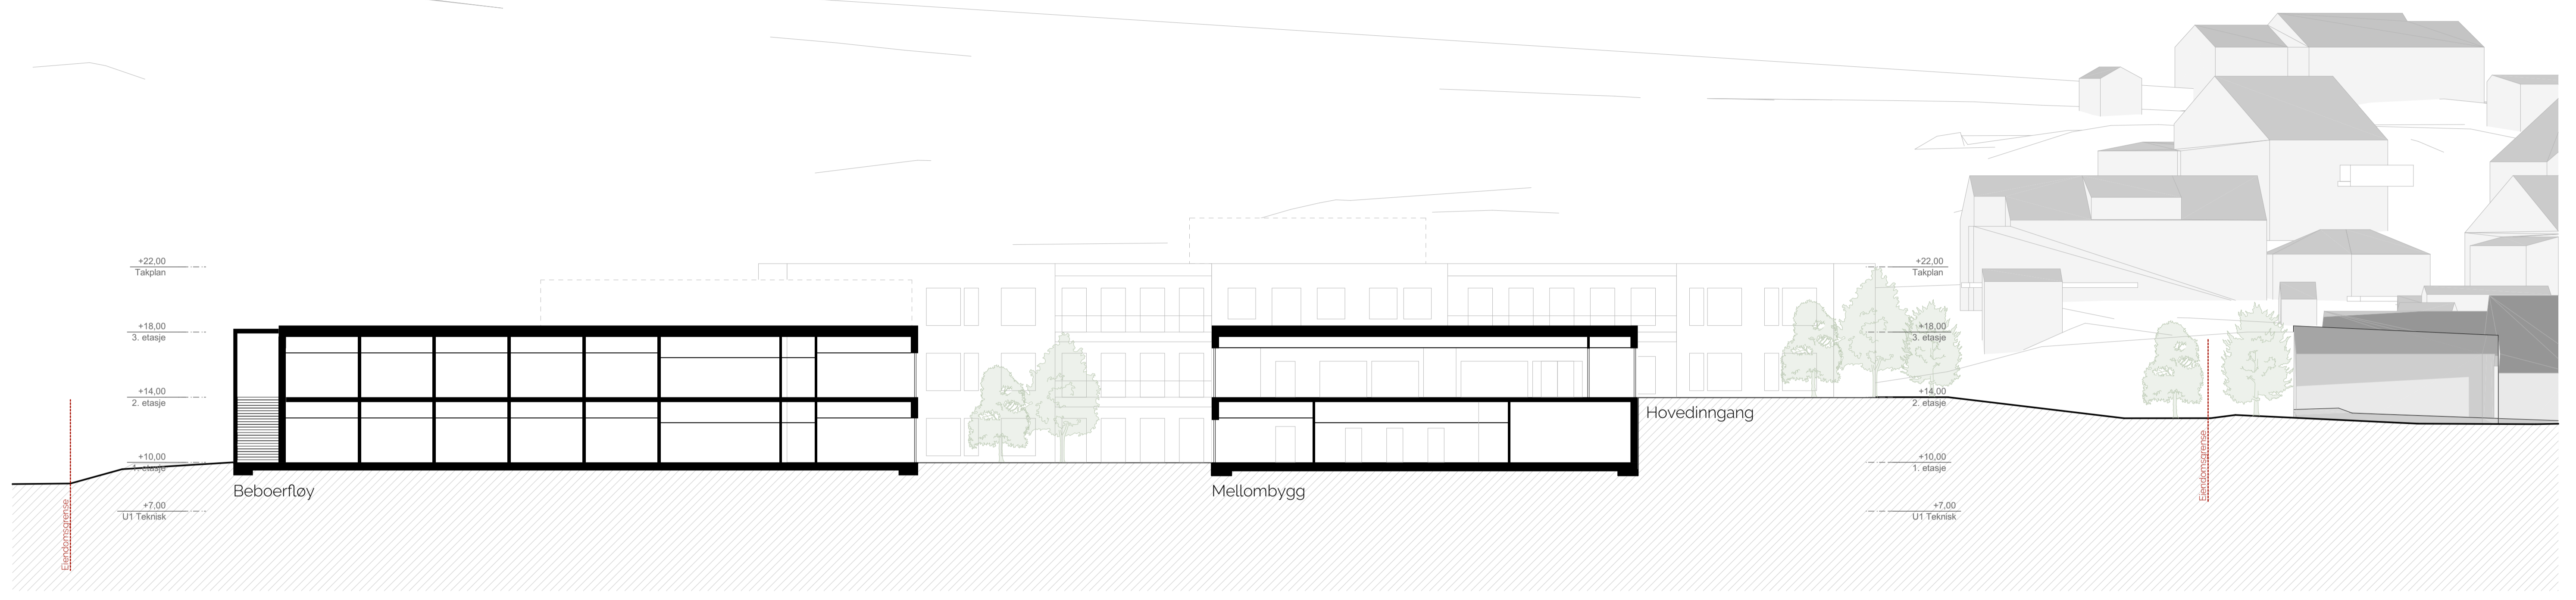 +22,00
Takplan
+18,00
3. etasje
+14,00
2. etasje
+10,00
1. etasje
+7,00
U1 Teknisk
Eiendomsgrense
Beboerfløy
Mellombygg
Hovedinngang
+22,00
Takplan
+18,00
3. etasje
+14,00
2. etasje
+10,00
1. etasje
+7,00
U1 Teknisk
Eiendomsgrense